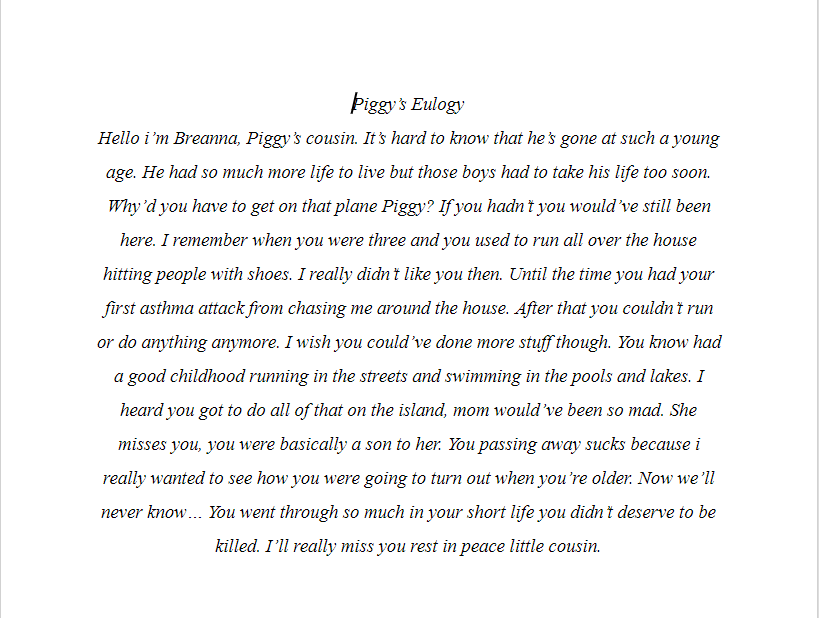 Piggy’s Eulogy
Hello i’m Breanna, Piggy’s cousin. It’s hard to know that he’s gone at such a young
age. He had so much more life to live but those boys had to take his life too soon.
Why’d you have to get on that plane Piggy? If you hadn’t you would’ve still been
here. I remember when you were three and you used to run all over the house
hitting people with shoes. I really didn’t like you then. Until the time you had your
first asthma attack from chasing me around the house. After that you couldn’t run
or do anything anymore. I wish you could’ve done more stuff though. You know had
a good childhood running in the streets and swimming in the pools and lakes. I
heard you got to do all of that on the island, mom would’ve been so mad. She
misses you, you were basically a son to her. You passing away sucks because i
really wanted to see how you were going to turn out when you’re older. Now we’ll
never know… You went through so much in your short life you didn’t deserve to be
killed. I’ll really miss you rest in peace little cousin.